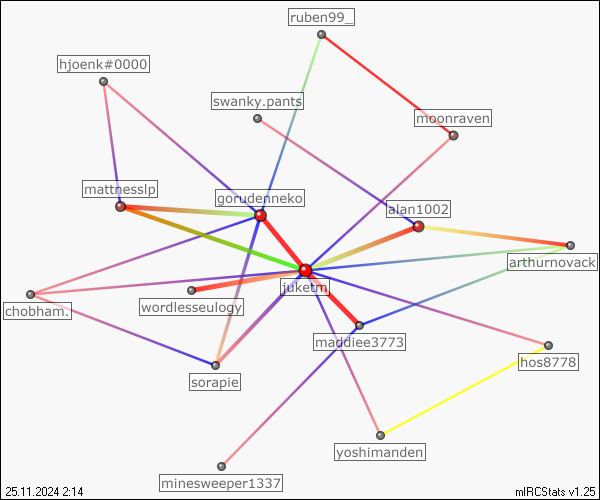 ruben99_
hjoenk#0000
swanky.pants
moonraven
mattnesslp
gorudenneko
alan1002
arthurnovack
juketm
chobham.
wordlesseulogy
maddiee3773
hos8778
sorapie
yoshimanden
minesweeper1337
25.11.2024 2:14
mIRCStats v1.25